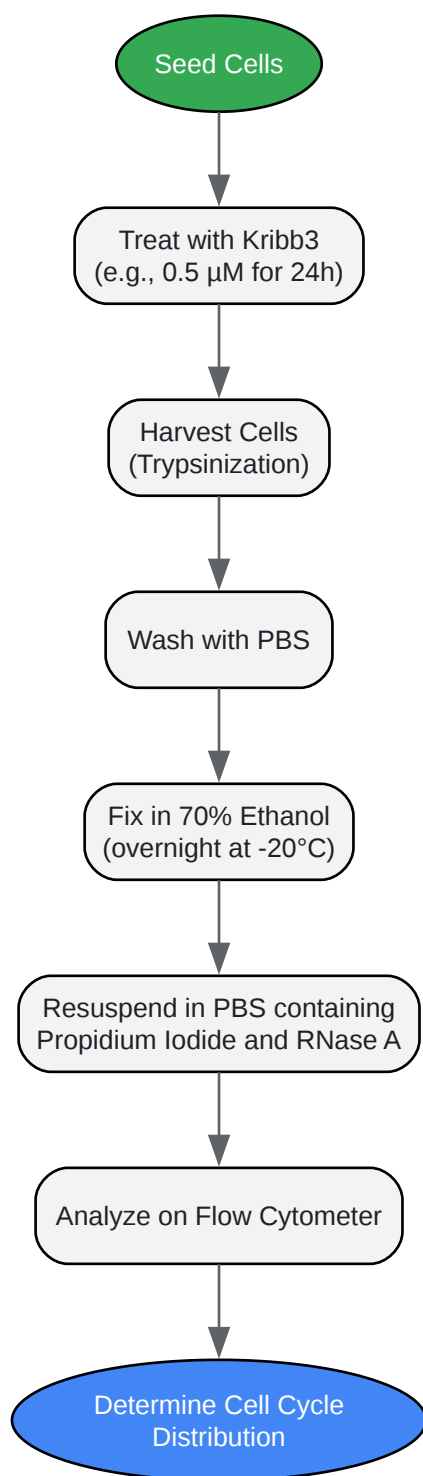 Seed Cells
Treat with Kribb3
(e.g., 0.5 µM for 24h)
Harvest Cells
(Trypsinization)
Wash with PBS
Fix in 70% Ethanol
(overnight at -20°C)
Resuspend in PBS containing
Propidium Iodide and RNase A
Analyze on Flow Cytometer
Determine Cell Cycle
Distribution